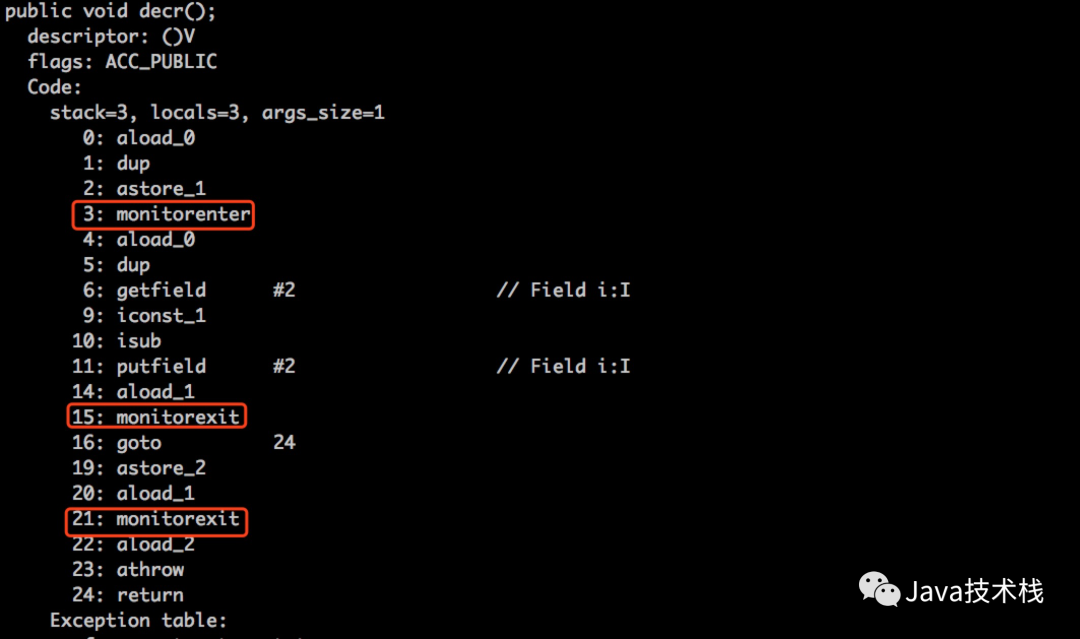 public void decr();
descriptor: ()V
flags: ACC_PUBLIC
Code:
stack=3, locals=3, args_size=1
0: aload_0
1: dup
2: astore_1
3: monitorenter
4: aload_0
5: dup
6: getfield #2 // Field i:I
9: iconst_1
10: isub
11: putfield #2 // Field i:I
14: aload_1
15: monitorexit
16: goto 24
19: astore_2
20: aload_1
21: monitorexit
22: aload_2
23: athrow
24: return
Exception table:
Java技术栈